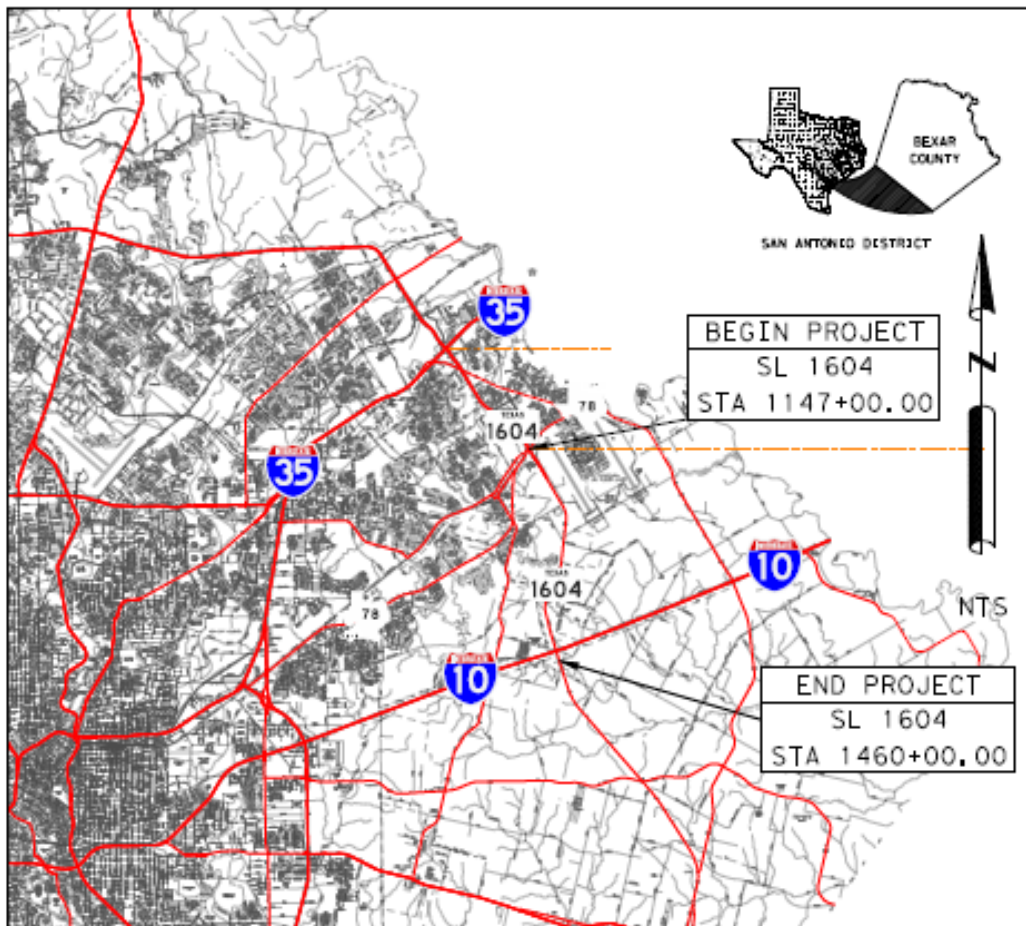 BEXAR
COUNTY
SAN ANTONIO DISTRICT
35
BEGIN PROJECT
SL 1604
STA 1147+00.00
N
78
TEXAS
1604
35
10
TEXAS
1604
NTS
78
10
END PROJECT
SL 1604
STA 1460+00.00